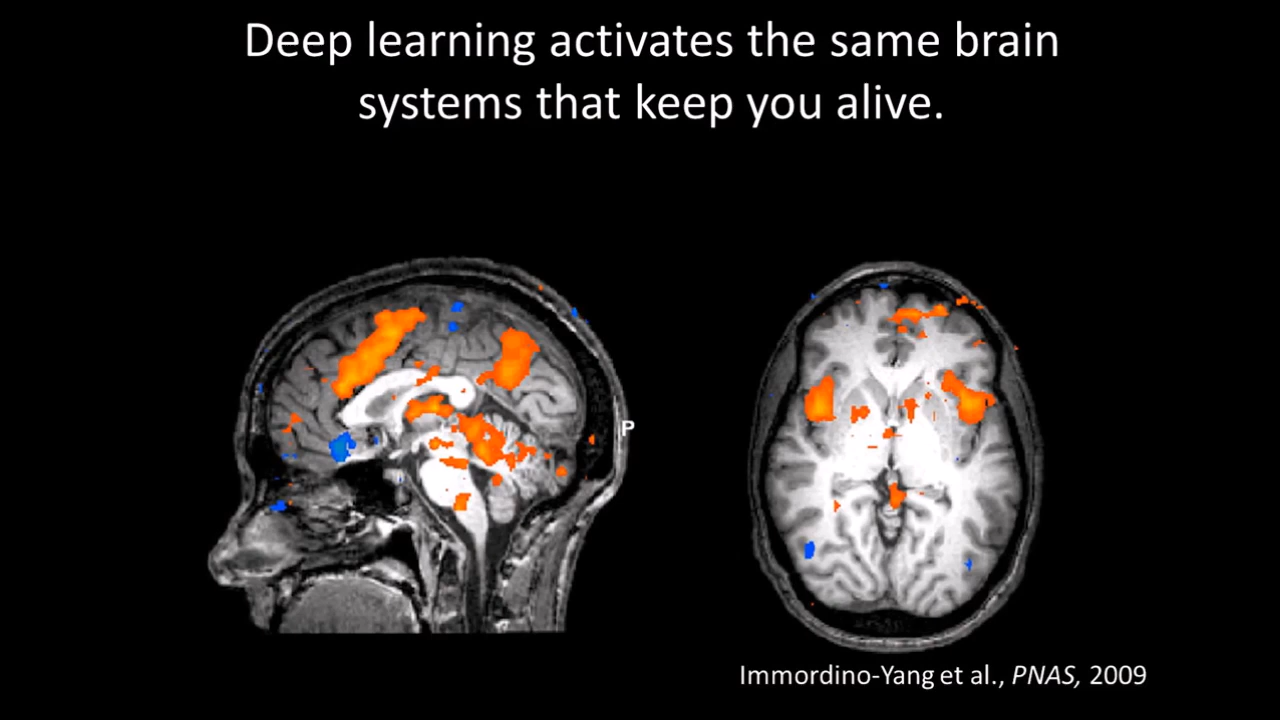 Deep learning activates the same brain
systems that keep you alive.
P
Immordino-Yang et al., PNAS, 2009